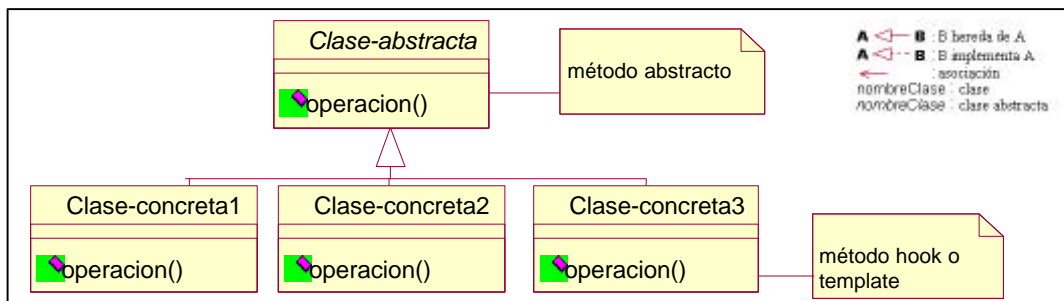 Clase-abstracta
operacion()
método abstracto
A B : B hereda de A
A B : B implementa A
: asociación
nombreClase : clase
nombreClase : clase abstracta
Clase-concreta1
operacion()
Clase-concreta2
operacion()
Clase-concreta3
operacion()
método hook o
template